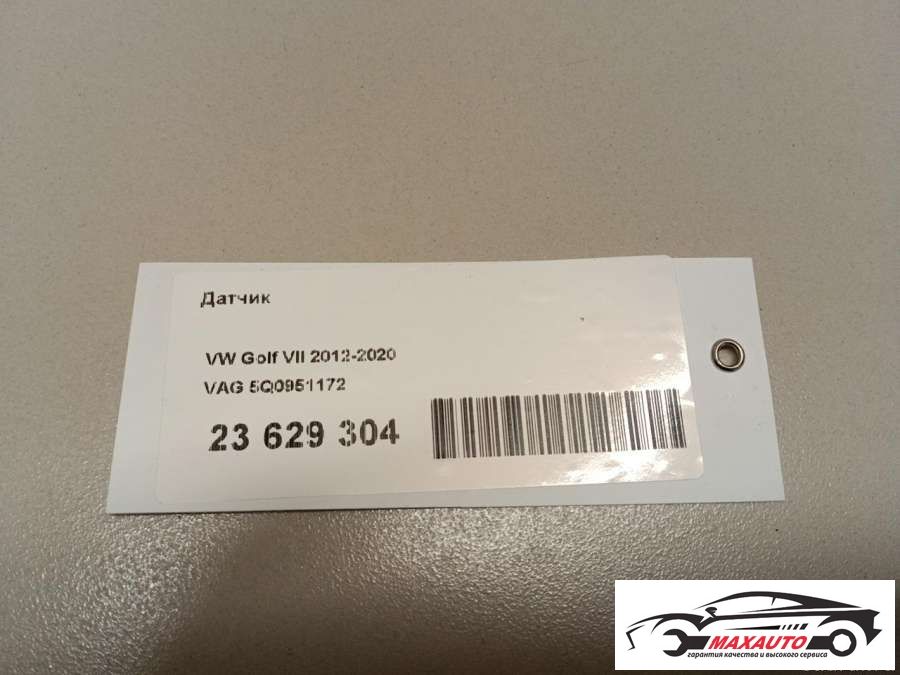 Датчик
VW Golf VII 2012-2020
VAG 5Q0951172
23 629 304
MAXAUTO
гарантия качества и высокого сервиса